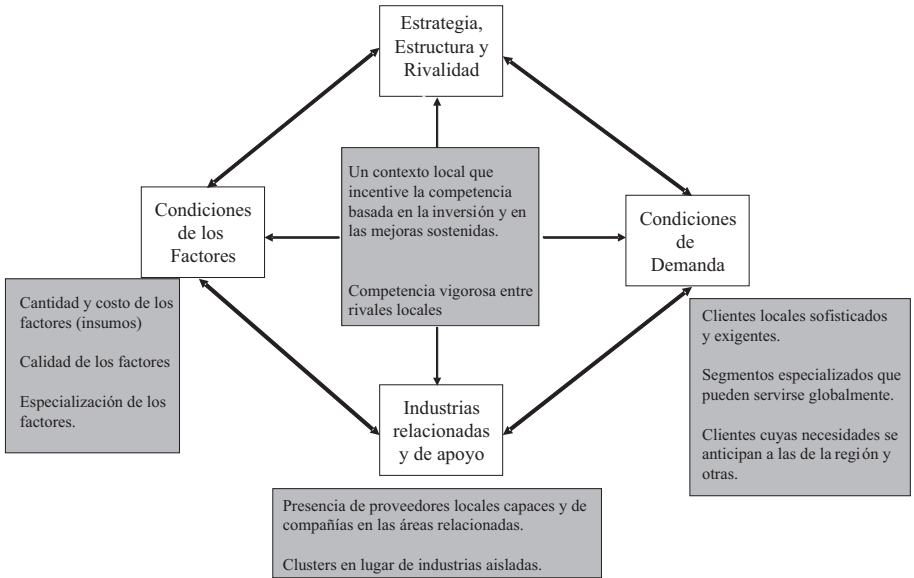 Estrategia,
Estructura y
Rivalidad
Un contexto local que
incentive la competencia
basada en la inversión y en
las mejoras sostenidas.
Competencia vigorosa entre
rivales locales
Condiciones
de los
Factores
Cantidad y costo de los
factores (insumos)
Calidad de los factores
Especialización de los
factores.
Condiciones
de
Demanda
Clientes locales sofisticados
y exigentes.
Segmentos especializados que
pueden servirse globalmente.
Clientes cuyas necesidades se
anticipan a las de la región y
otras.
Industrias
relacionadas
y de apoyo
Presencia de proveedores locales capaces y de
compañías en las áreas relacionadas.
Clusters en lugar de industrias aisladas.